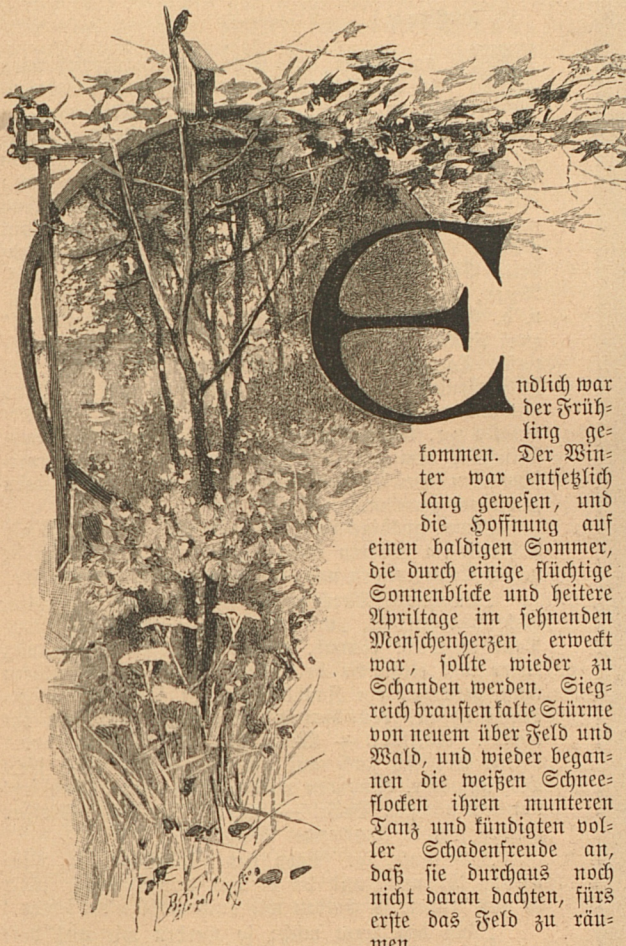 Endlich war
der Früh-
ling ge-
kommen. Der Win-
ter war entsetzlich
lang gewesen, und
die Hoffnung auf
einen baldigen Sommer,
die durch einige flüchtige
Sonnenblicke und heitere
Apriltage im sehnenden
Menschenherzen erweckt
war, sollte wieder zu
Schanden werden. Sieg-
reich brausten kalte Stürme
von neuem über Feld und
Wald, und wieder began-
nen die weißen Schnee-
flocken ihren munteren
Tanz und kündigten vol-
ler Schadenfreude an,
daß sie durchaus noch
nicht daran dachten, fürs
erste das Feld zu räu-
men